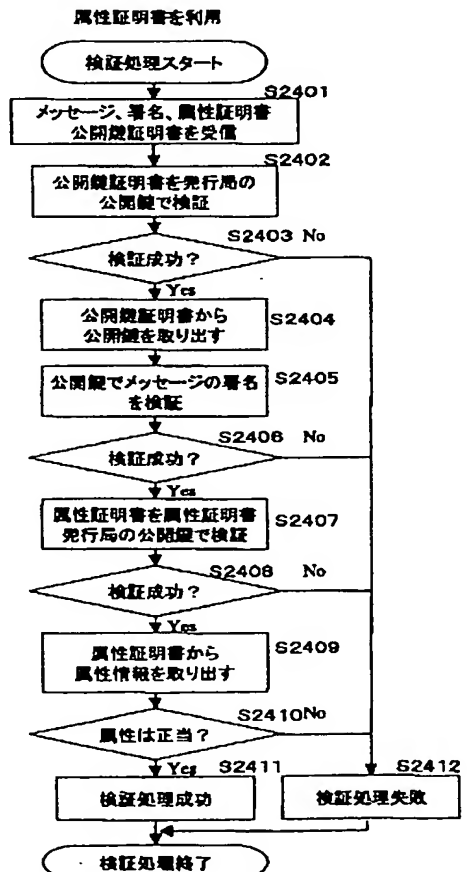 属性証明書を利用
検証処理スタート
S2401
メッセージ、署名、属性証明書
公開鍵証明書を受信
S2402
公開鍵証明書を発行局の
公開鍵で検証
S2403 No
検証成功？
Yes
公開鍵証明書から
公開鍵を取り出す
S2404
公開鍵でメッセージの署名
を検証
S2405
S2406 No
検証成功？
Yes
属性証明書を属性証明書
発行局の公開鍵で検証
S2407
S2408 No
検証成功？
Yes
属性証明書から
属性情報を取り出す
S2409
S2410 No
属性は正当？
Yes
S2411
検証処理成功
S2412
検証処理失敗
検証処理終了